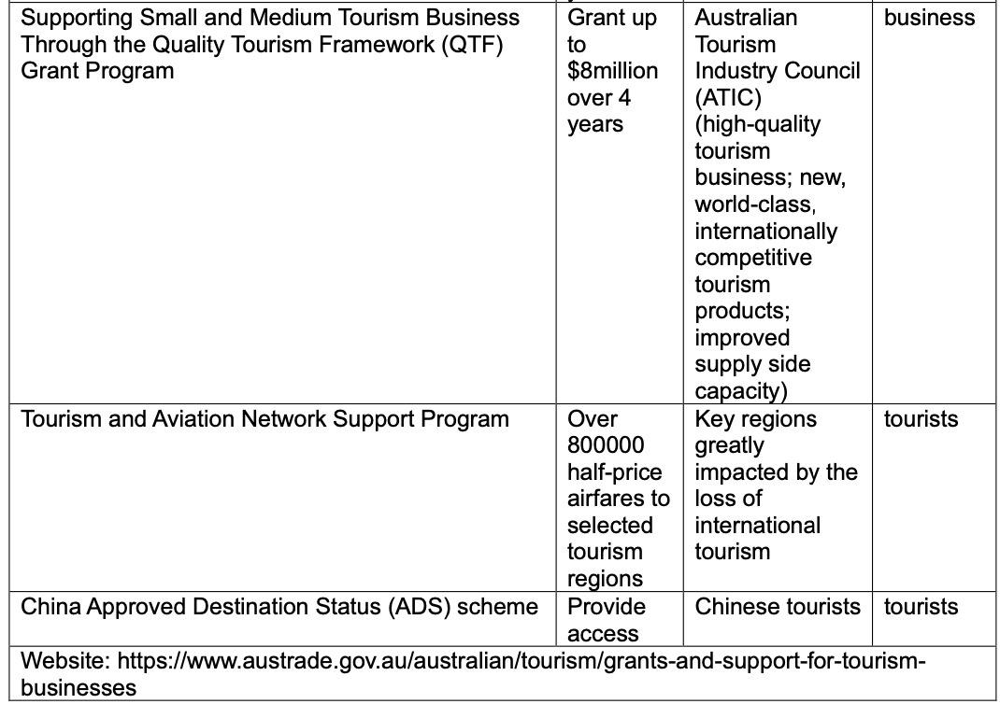 Supporting Small and Medium Tourism Business
Through the Quality Tourism Framework (QTF)
Grant Program
Grant up
to
$8million
over 4
years
Australian
Tourism
Industry Council
(ATIC)
(high-quality
tourism
business; new,
world-class,
internationally
competitive
tourism
products;
improved
supply side
capacity)
business
Tourism and Aviation Network Support Program
Over
800000
half-price
airfares to
selected
tourism
regions
Key regions
greatly
impacted by the
loss of
international
tourism
tourists
China Approved Destination Status (ADS) scheme
Provide
access
Chinese tourists
tourists
Website: https://www.austrade.gov.au/australian/tourism/grants-and-support-for-tourism-
businesses